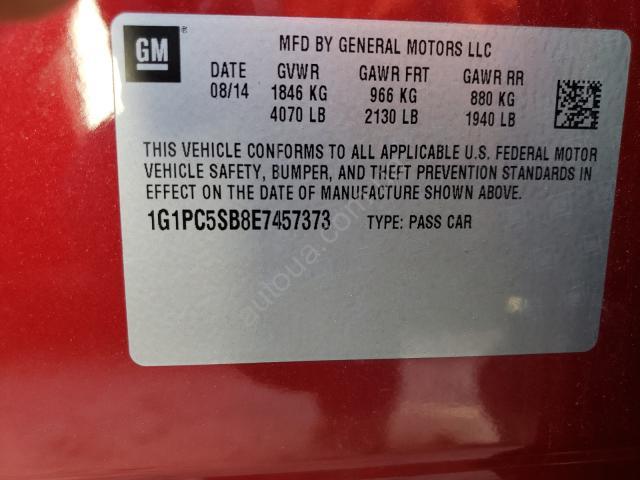 GM ®
MFD BY GENERAL MOTORS LLC
DATE GVWR GAWR FRT GAWR RR
08/14 1846 KG 966 KG 880 KG
4070 LB 2130 LB 1940 LB
THIS VEHICLE CONFORMS TO ALL APPLICABLE U.S. FEDERAL MOTOR
VEHICLE SAFETY, BUMPER, AND THEFT PREVENTION STANDARDS IN
EFFECT ON THE DATE OF MANUFACTURE SHOWN ABOVE.
1G1PC5SB8E7457373 TYPE: PASS CAR
autoua.com